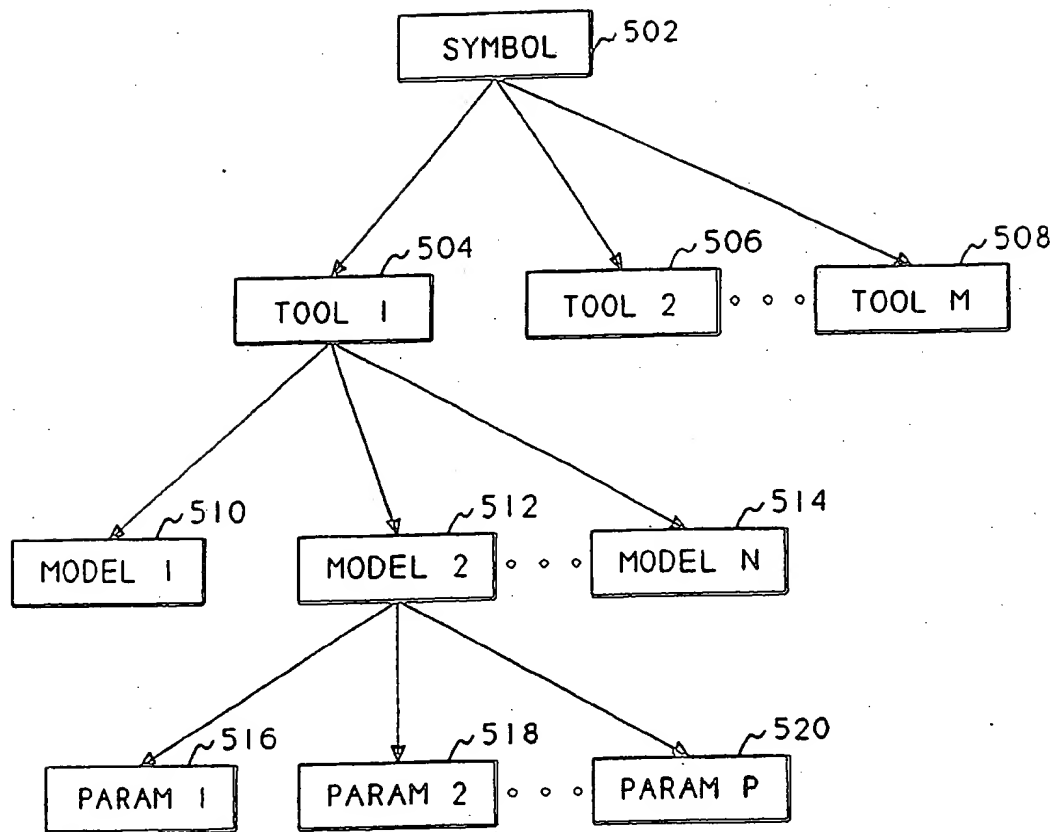 SYMBOL 502
504 506 508
TOOL 1 TOOL 2 TOOL M
510 512 514
MODEL 1 MODEL 2 MODEL N
516 518 520
PARAM 1 PARAM 2 PARAM P